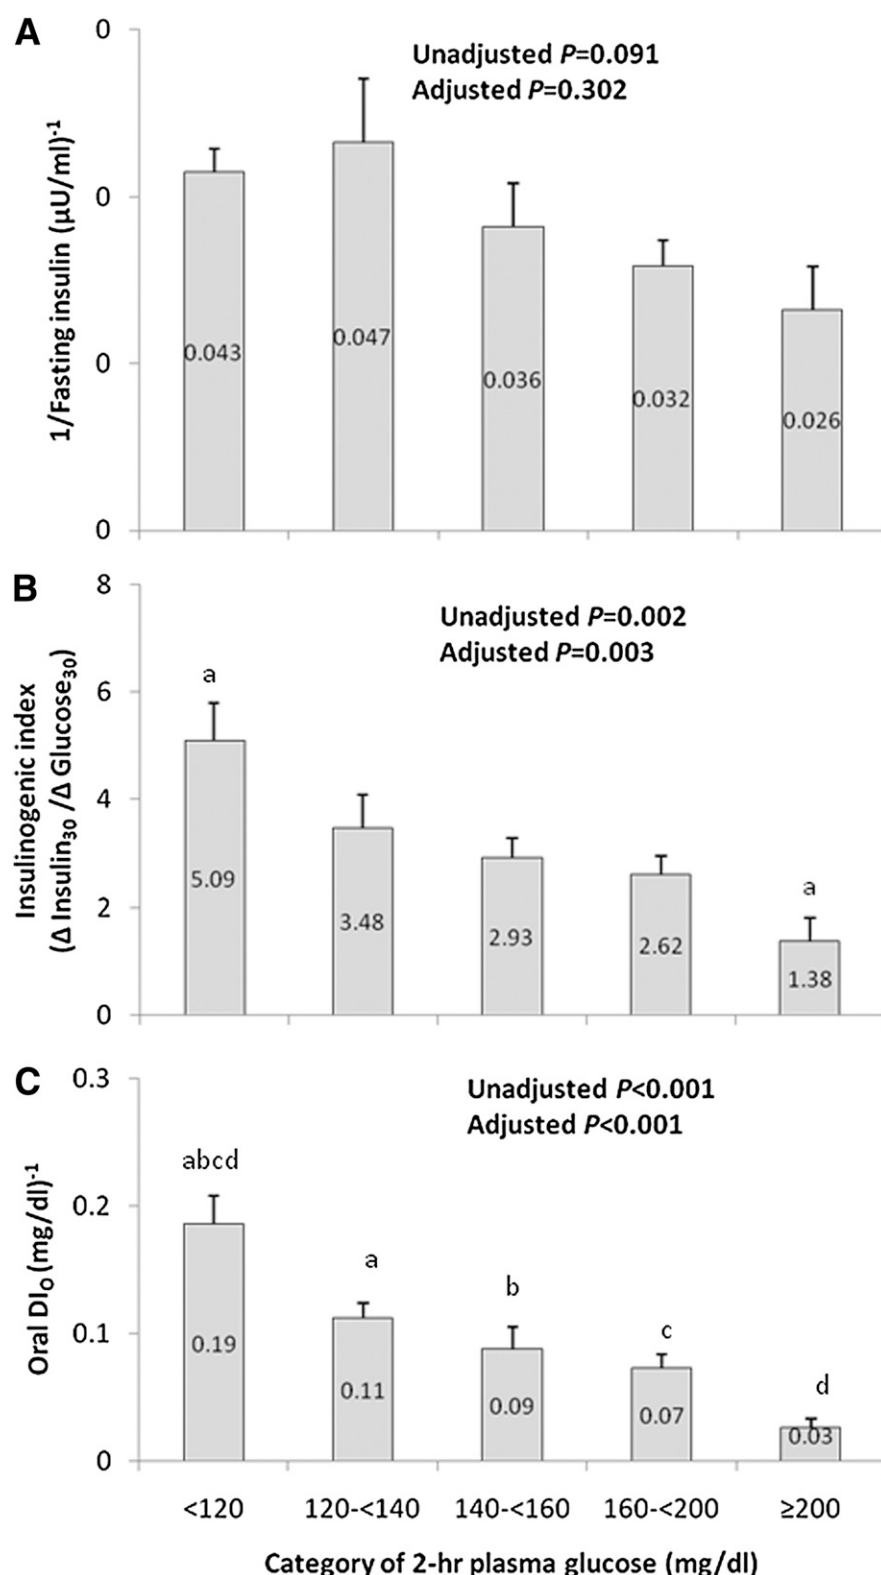 A
Unadjusted P=0.091
Adjusted P=0.302
1/Fasting insulin (µU/ml)-1
0
0
0
0
0.043
0.047
0.036
0.032
0.026
B
Unadjusted P=0.002
Adjusted P=0.003
Insulinogenic index
(Δ Insulin30 /Δ Glucose30)
8
6
4
2
0
a
a
5.09
3.48
2.93
2.62
1.38
C
Unadjusted P<0.001
Adjusted P<0.001
Oral DIO (mg/dl)-1
0.3
0.2
0.1
0
abcd
a
b
c
d
0.19
0.11
0.09
0.07
0.03
<120 120-<140 140-<160 160-<200 ≥200
Category of 2-hr plasma glucose (mg/dl)